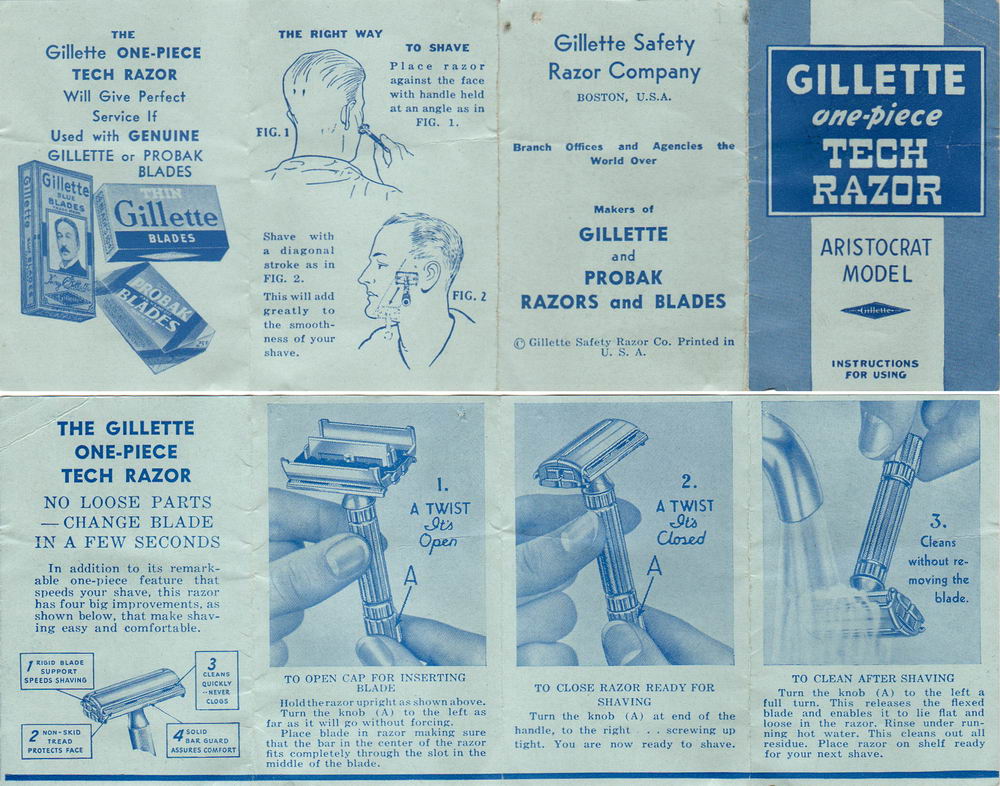 THE
Gillette ONE-PIECE
TECH RAZOR
Will Give Perfect
Service If
Used with GENUINE
GILLETTE or PROBAK
BLADES
Gillette
BLUE
BLADES
Gillette
THIN
Gillette
BLADES
PROBAK
BLADES
THE RIGHT WAY
TO SHAVE
Place razor
against the face
with handle held
at an angle as in
FIG. 1.
FIG. 1
Shave with
a diagonal
stroke as in
FIG. 2.
This will add
greatly to
the smooth-
ness of your
shave.
FIG. 2
Gillette Safety
Razor Company
BOSTON, U.S.A.
Branch Offices and Agencies the
World Over
Makers of
GILLETTE
and
PROBAK
RAZORS and BLADES
© Gillette Safety Razor Co. Printed in
U. S. A.
GILLETTE
one-piece
TECH
RAZOR
ARISTOCRAT
MODEL
Gillette
INSTRUCTIONS
FOR USING
THE GILLETTE
ONE-PIECE
TECH RAZOR
NO LOOSE PARTS
— CHANGE BLADE
IN A FEW SECONDS
In addition to its remark-
able one-piece feature that
speeds your shave, this razor
has four big improvements, as
shown below, that make shav-
ing easy and comfortable.
1 RIGID BLADE
SUPPORT
SPEEDS SHAVING
3
CLEANS
QUICKLY
--NEVER
CLOGS
2 NON-SKID
TREAD
PROTECTS FACE
4 SOLID
BAR GUARD
ASSURES COMFORT
1.
A TWIST
It's
Open
A
TO OPEN CAP FOR INSERTING
BLADE
Hold the razor upright as shown above.
Turn the knob (A) to the left as
far as it will go without forcing.
Place blade in razor making sure
that the bar in the center of the razor
fits completely through the slot in the
middle of the blade.
2.
A TWIST
It's
Closed
A
TO CLOSE RAZOR READY FOR
SHAVING
Turn the knob (A) at end of the
handle, to the right . . screwing up
tight. You are now ready to shave.
3.
Cleans
without re-
moving the
blade.
TO CLEAN AFTER SHAVING
Turn the knob (A) to the left a
full turn. This releases the flexed
blade and enables it to lie flat and
loose in the razor. Rinse under run-
ning hot water. This cleans out all
residue. Place razor on shelf ready
for your next shave.